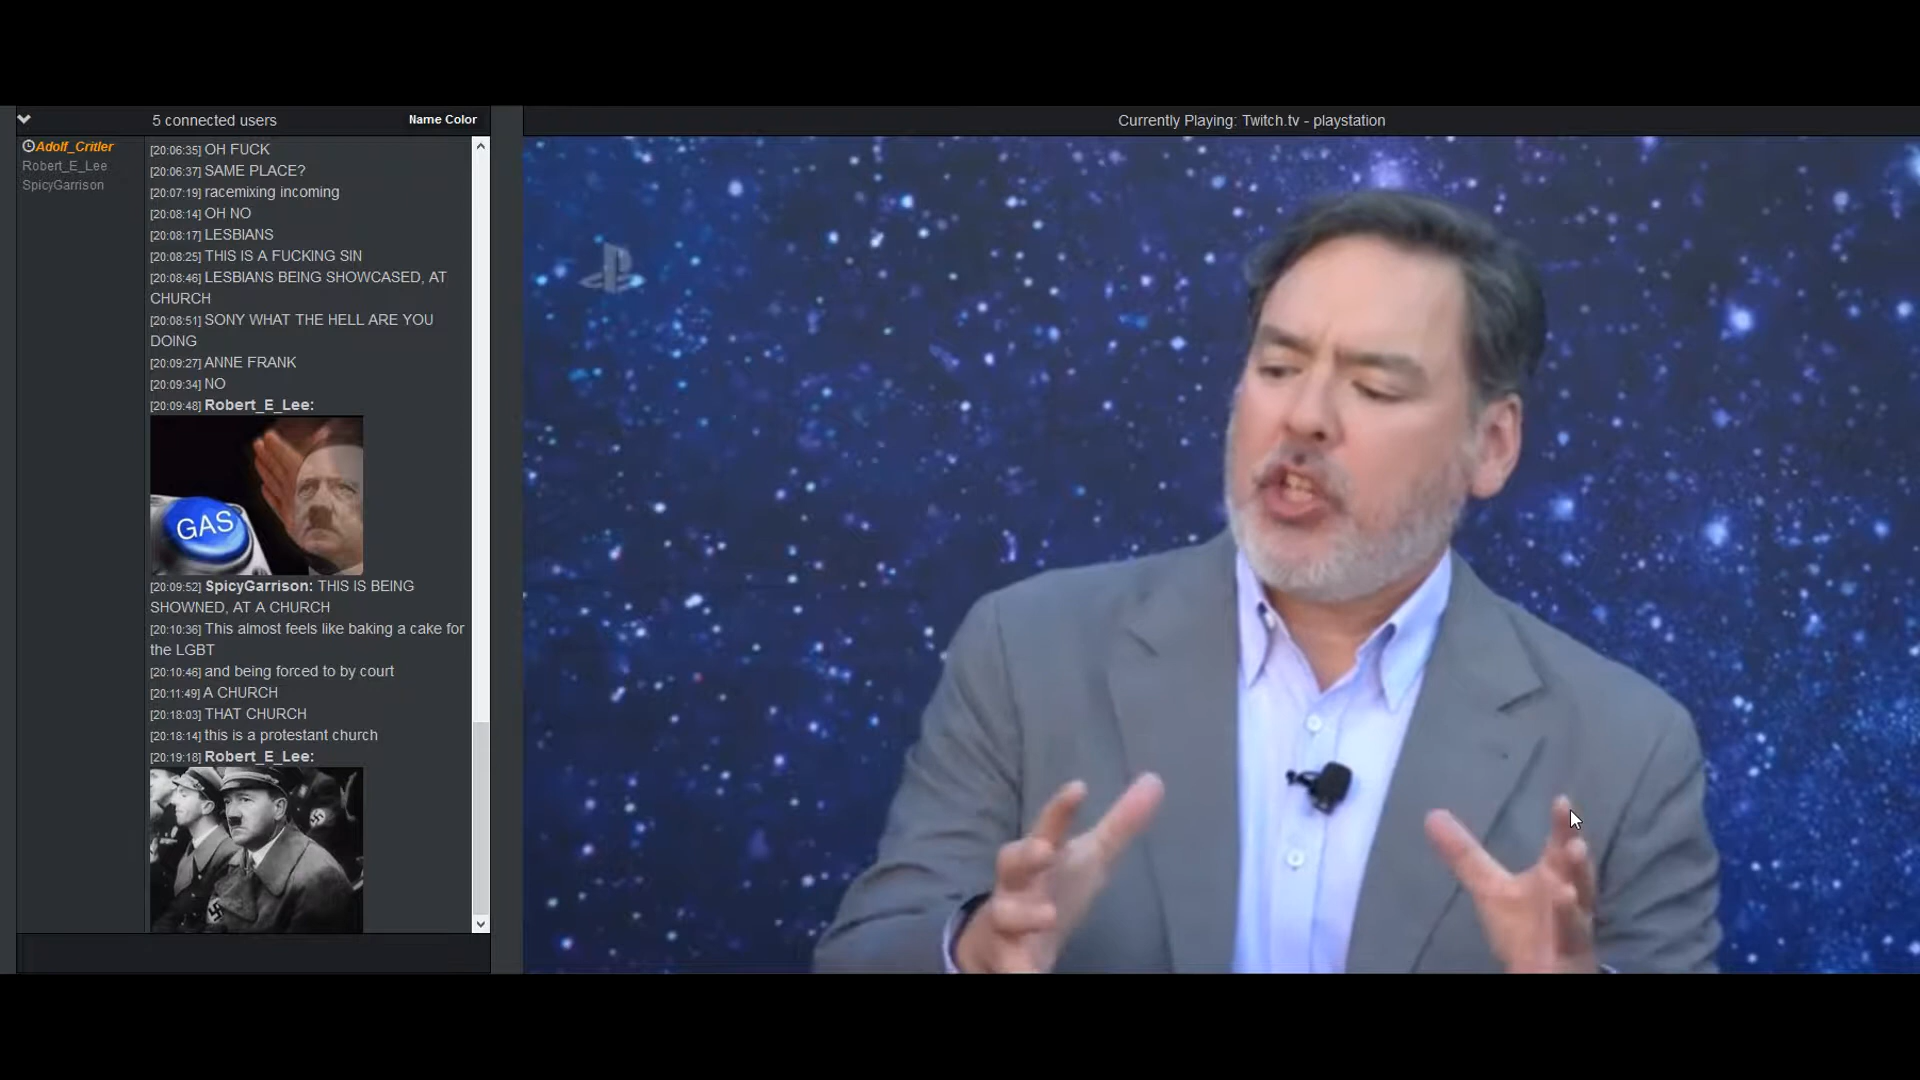 5 connected users
Name Color
Currently Playing: Twitch.tv - playstation
Adolf_Critler
Robert_E_Lee
SpicyGarrison
[20:06:35] OH FUCK
[20:06:37] SAME PLACE?
[20:07:19] racemixing incoming
[20:08:14] OH NO
[20:08:17] LESBIANS
[20:08:25] THIS IS A FUCKING SIN
[20:08:46] LESBIANS BEING SHOWCASED, AT
CHURCH
[20:08:51] SONY WHAT THE HELL ARE YOU
DOING
[20:09:27] ANNE FRANK
[20:09:34] NO
[20:09:48] Robert_E_Lee:
GAS
[20:09:52] SpicyGarrison: THIS IS BEING
SHOWNED, AT A CHURCH
[20:10:36] This almost feels like baking a cake for
the LGBT
[20:10:46] and being forced to by court
[20:11:49] A CHURCH
[20:18:03] THAT CHURCH
[20:18:14] this is a protestant church
[20:19:18] Robert_E_Lee: